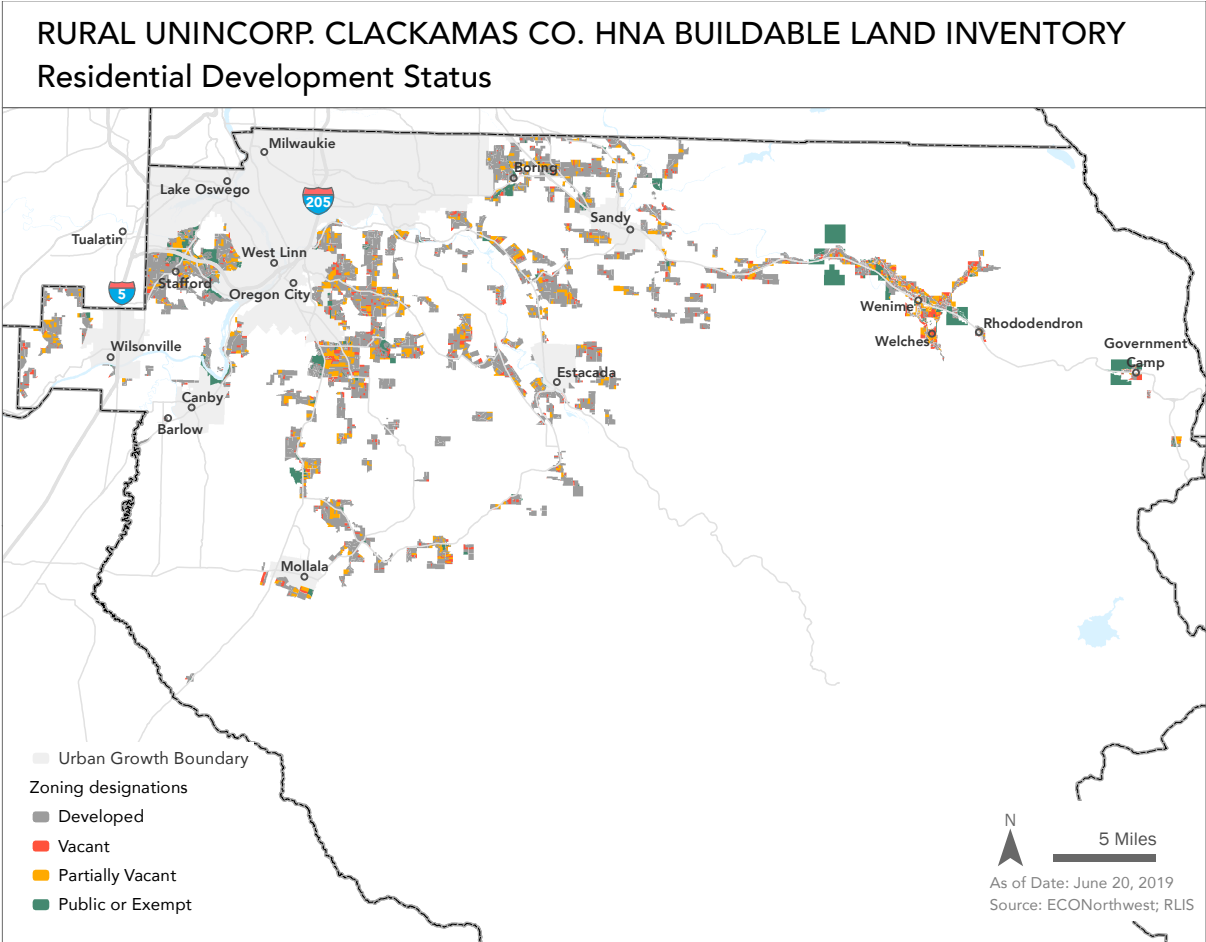 RURAL UNINCORP. CLACKAMAS CO. HNA BUILDABLE LAND INVENTORY
Residential Development Status
Milwaukie
Boring
Lake Oswego
205
Sandy
Tualatin
West Linn
Stafford
5
Oregon City
Wenime
Rhododendron
Welches
Government
Camp
Wilsonville
Estacada
Canby
Barlow
Mollala
Urban Growth Boundary
Zoning designations
Developed
Vacant
Partially Vacant
Public or Exempt
N
5 Miles
As of Date: June 20, 2019
Source: ECONorthwest; RLIS